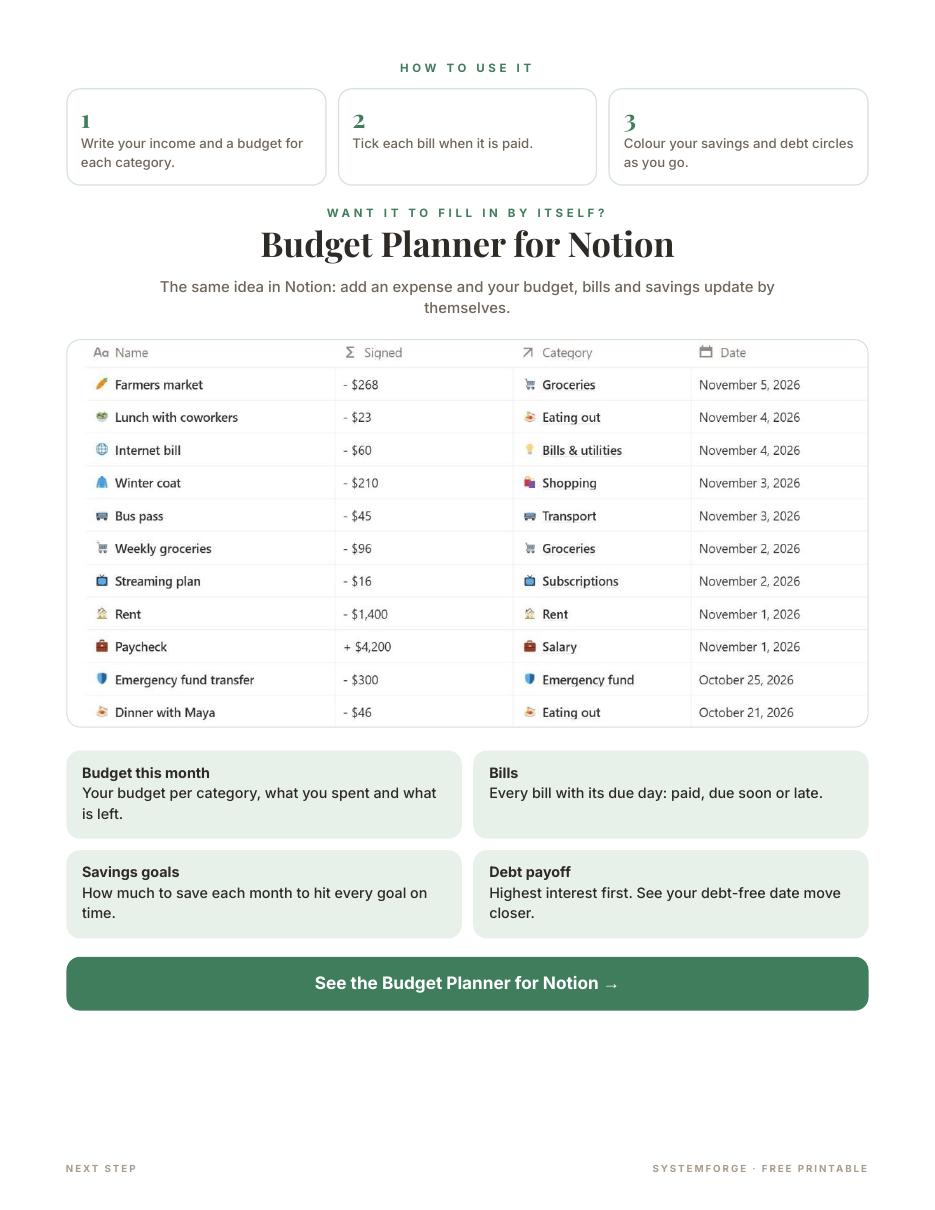 HOW TO USE IT
1
Write your income and a budget for
each category.
2
Tick each bill when it is paid.
3
Colour your savings and debt circles
as you go.
WANT IT TO FILL IN BY ITSELF?
Budget Planner for Notion
The same idea in Notion: add an expense and your budget, bills and savings update by
themselves.
Aa Name Σ Signed Category Date
Farmers market - $268 Groceries November 5, 2026
Lunch with coworkers - $23 Eating out November 4, 2026
Internet bill - $60 Bills & utilities November 4, 2026
Winter coat - $210 Shopping November 3, 2026
Bus pass - $45 Transport November 3, 2026
Weekly groceries - $96 Groceries November 2, 2026
Streaming plan - $16 Subscriptions November 2, 2026
Rent - $1,400 Rent November 1, 2026
Paycheck + $4,200 Salary November 1, 2026
Emergency fund transfer - $300 Emergency fund October 25, 2026
Dinner with Maya - $46 Eating out October 21, 2026
Budget this month
Your budget per category, what you spent and what
is left.
Bills
Every bill with its due day: paid, due soon or late.
Savings goals
How much to save each month to hit every goal on
time.
Debt payoff
Highest interest first. See your debt-free date move
closer.
See the Budget Planner for Notion →
NEXT STEP
SYSTEMFORGE · FREE PRINTABLE